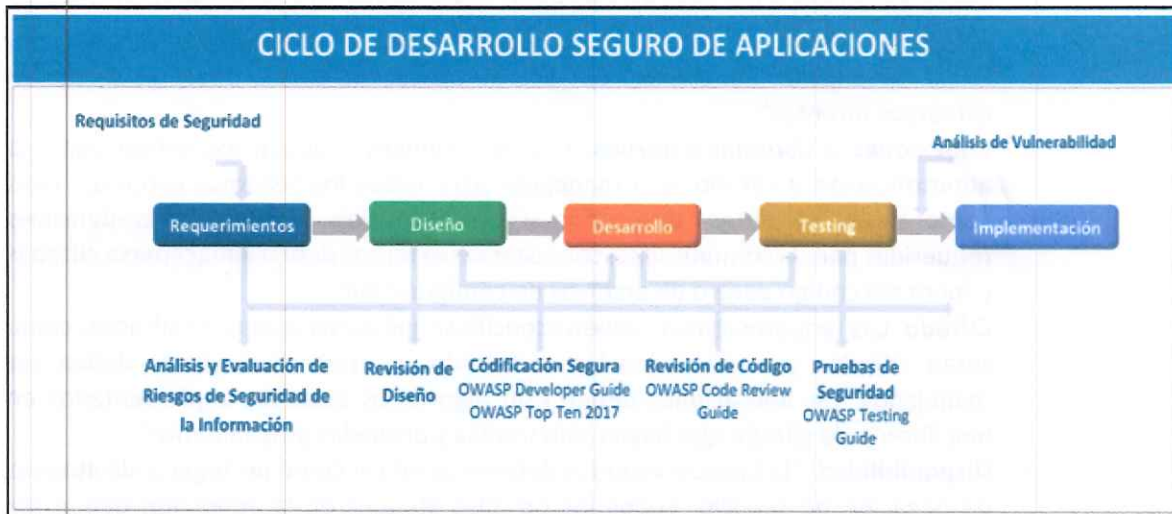 CICLO DE DESARROLLO SEGURO DE APLICACIONES
Requisitos de Seguridad
Análisis de Vulnerabilidad
Requerimientos
Diseño
Desarrollo
Testing
Implementación
Análisis y Evaluación de
Riesgos de Seguridad de
la Información
Revisión de
Diseño
Códificación Segura
OWASP Developer Guide
OWASP Top Ten 2017
Revisión de Código
OWASP Code Review
Guide
Pruebas de
Seguridad
OWASP Testing
Guide